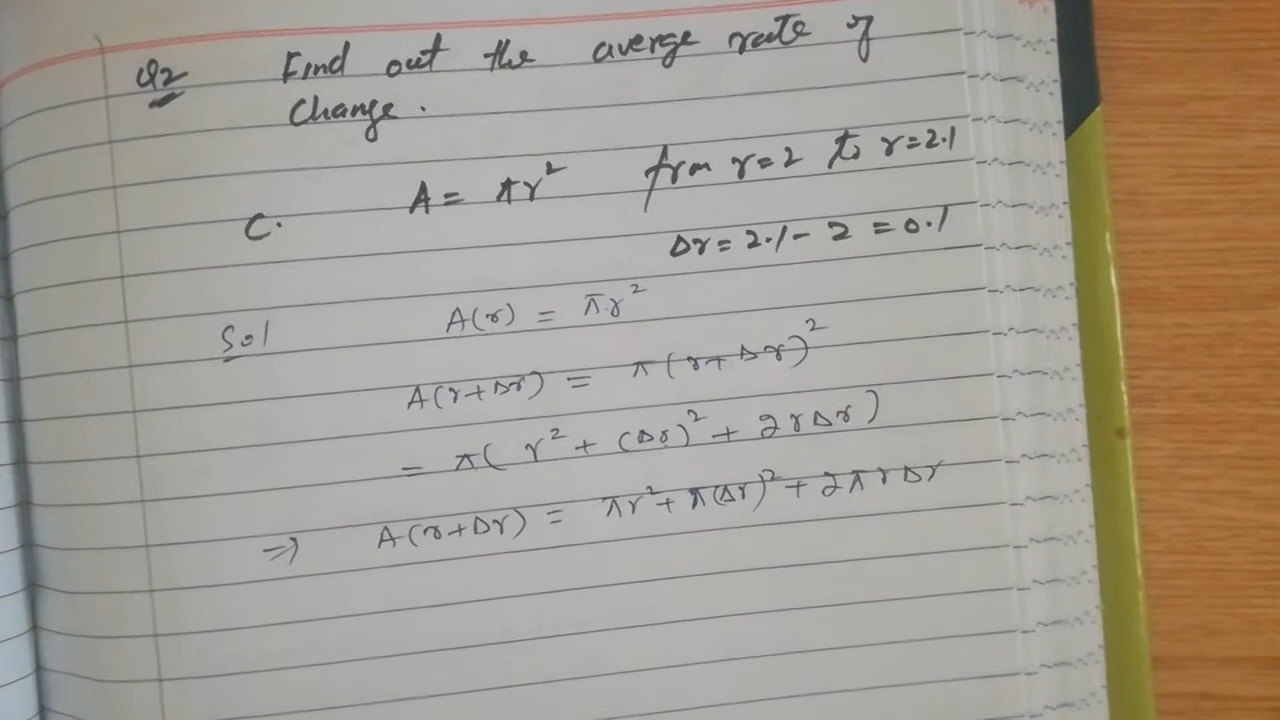 Q2 Find out the averge rate of
Change.
C. A = πr² from r=2 to r=2.1
Δr = 2.1 - 2 = 0.1
Sol A(r) = πr²
A(r+Δr) = π(r+Δr)²
= π( r² + (Δr)² + 2rΔr)
⇒ A(r+Δr) = πr² + π(Δr)² + 2πrΔr